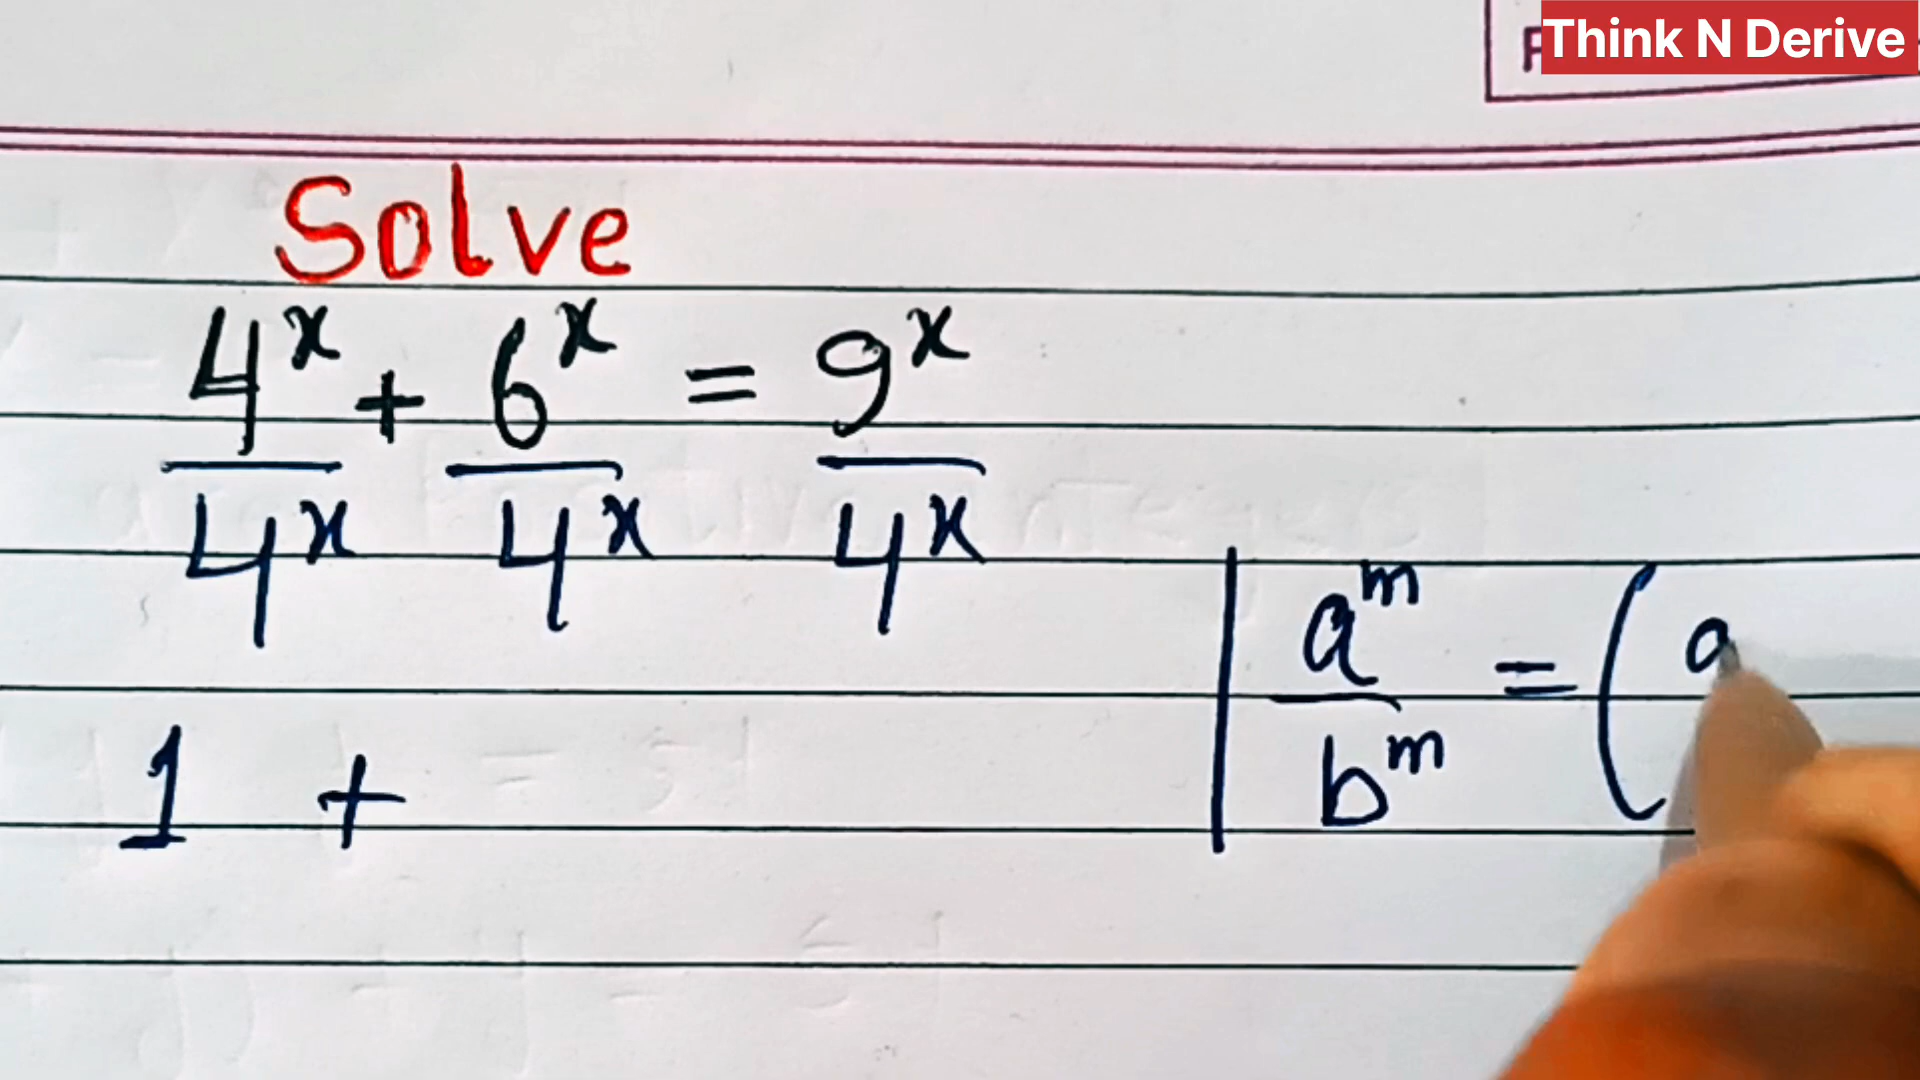 Think N Derive
Solve
4^x + 6^x = 9^x
4^x 4^x 4^x
a^m = (a
b^m
1 +